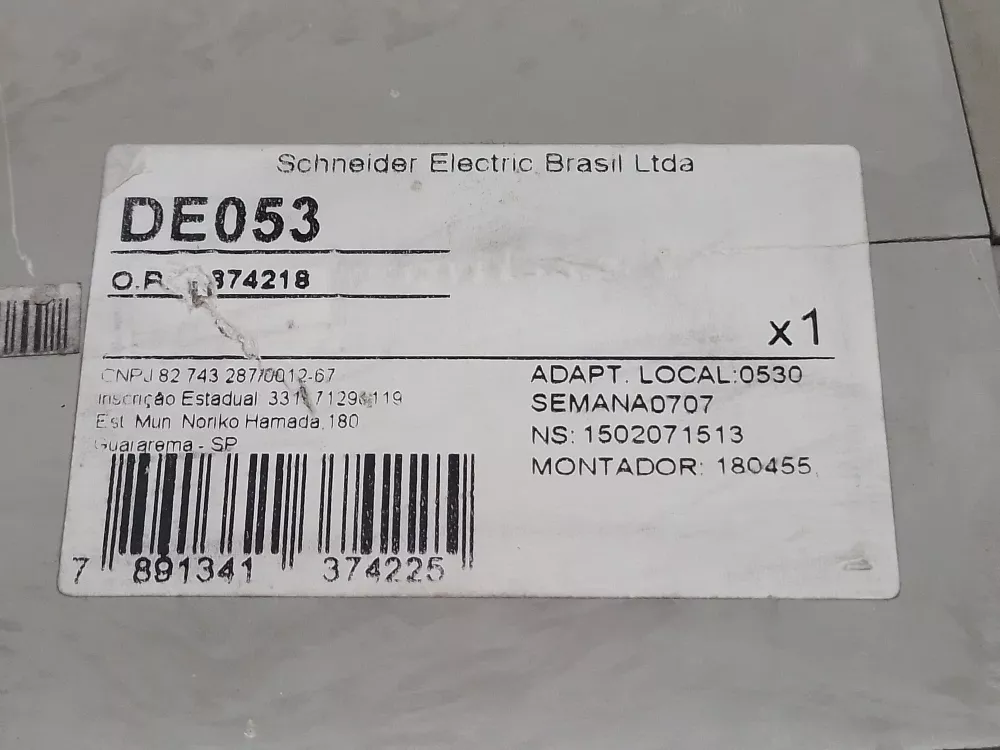 Schneider Electric Brasil Ltda
DE053
374218
x1
CNPJ 82 743 287/0012-67
Inscrição Estadual
Est. Mun. Noriko Hamada, 180
Guararema - SP
ADAPT. LOCAL:0530
SEMANA0707
NS: 1502071513
MONTADOR: 180455
7 891341 374225